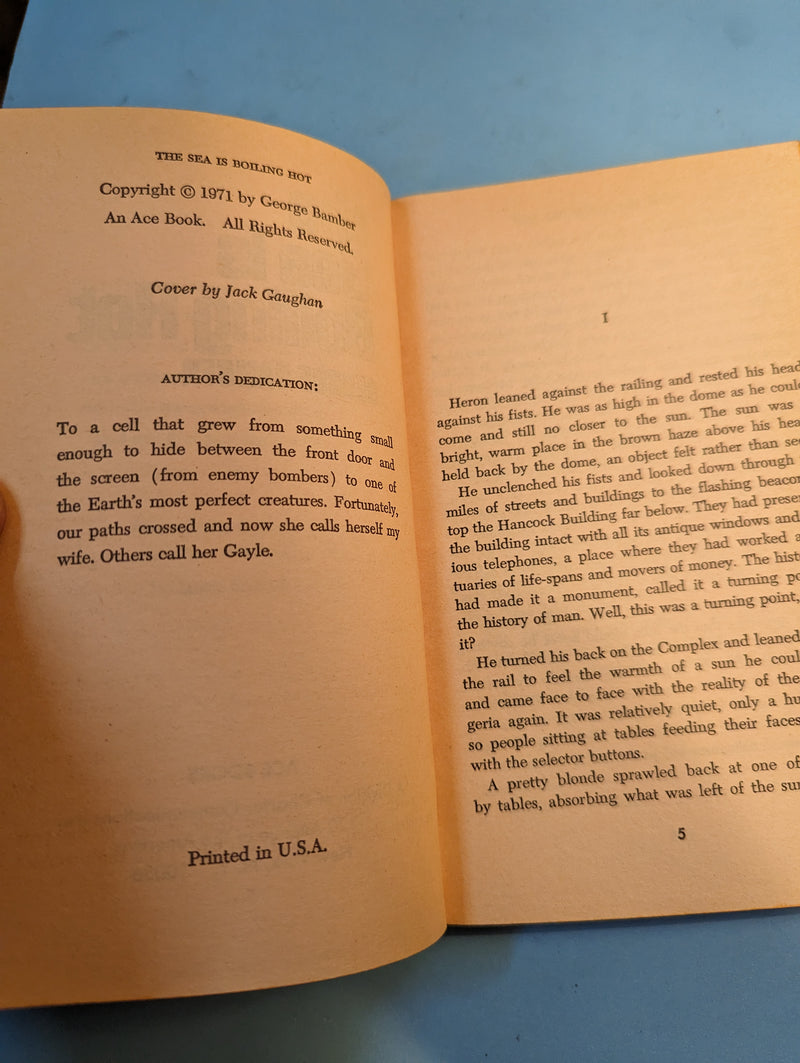 THE SEA IS BOILING HOT
Copyright © 1971 by George Bamber
An Ace Book. All Rights Reserved.
Cover by Jack Gaughan
AUTHOR'S DEDICATION:
To a cell that grew from something small
enough to hide between the front door and
the screen (from enemy bombers) to one of
the Earth's most perfect creatures. Fortunately,
our paths crossed and now she calls herself my
wife. Others call her Gayle.
Printed in U.S.A.
I
Heron leaned against the railing and rested his head
against his fists. He was as high in the dome as he
come and still no closer to the sun. The sun was
bright, warm place in the brown haze above his
held back by the dome, an object felt rather than
He unclenched his fists and looked down through
miles of streets and buildings to the flashing
top the Hancock Building far below. They had
the building intact with all its antique windows and
ious telephones, a place where they had worked
tuaries of life-spans and movers of money. The
had made it a monument, called it a turning
the history of man. Well, this was a turning point,
it?
He turned his back on the Complex and leaned
the rail to feel the warmth of a sun he
and came face to face with the reality of the
geria again. It was relatively quiet, only a
so people sitting at tables feeding their faces
with the selector buttons.
A pretty blonde sprawled back at one of
by tables, absorbing what was left of the
5